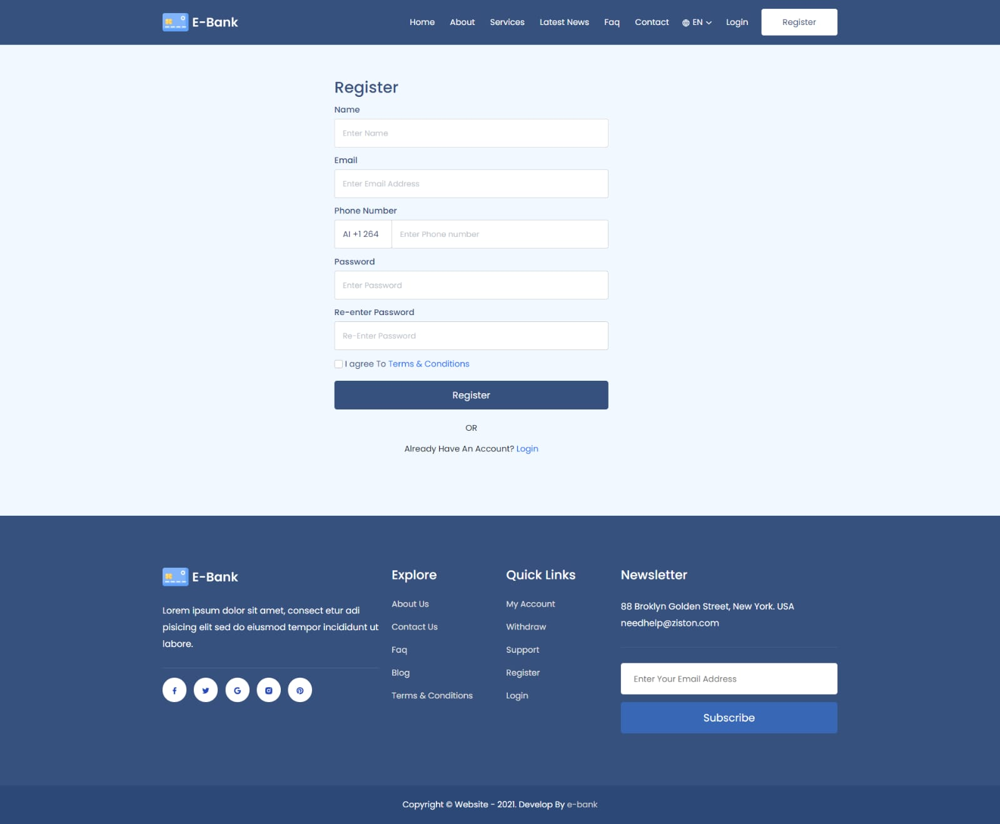 E-Bank
Home
About
Services
Latest News
Faq
Contact
EN
Login
Register
Register
Name
Enter Name
Email
Enter Email Address
Phone Number
AI +1 264
Enter Phone number
Password
Enter Password
Re-enter Password
Re-Enter Password
I agree To Terms & Conditions
Register
OR
Already Have An Account? Login
E-Bank
Lorem ipsum dolor sit amet, consect etur adi
pisicing elit sed do eiusmod tempor incididunt ut
labore.
Explore
About Us
Contact Us
Faq
Blog
Terms & Conditions
Quick Links
My Account
Withdraw
Support
Register
Login
Newsletter
88 Broklyn Golden Street, New York. USA
needhelp@ziston.com
Enter Your Email Address
Subscribe
Copyright © Website - 2021. Develop By e-bank